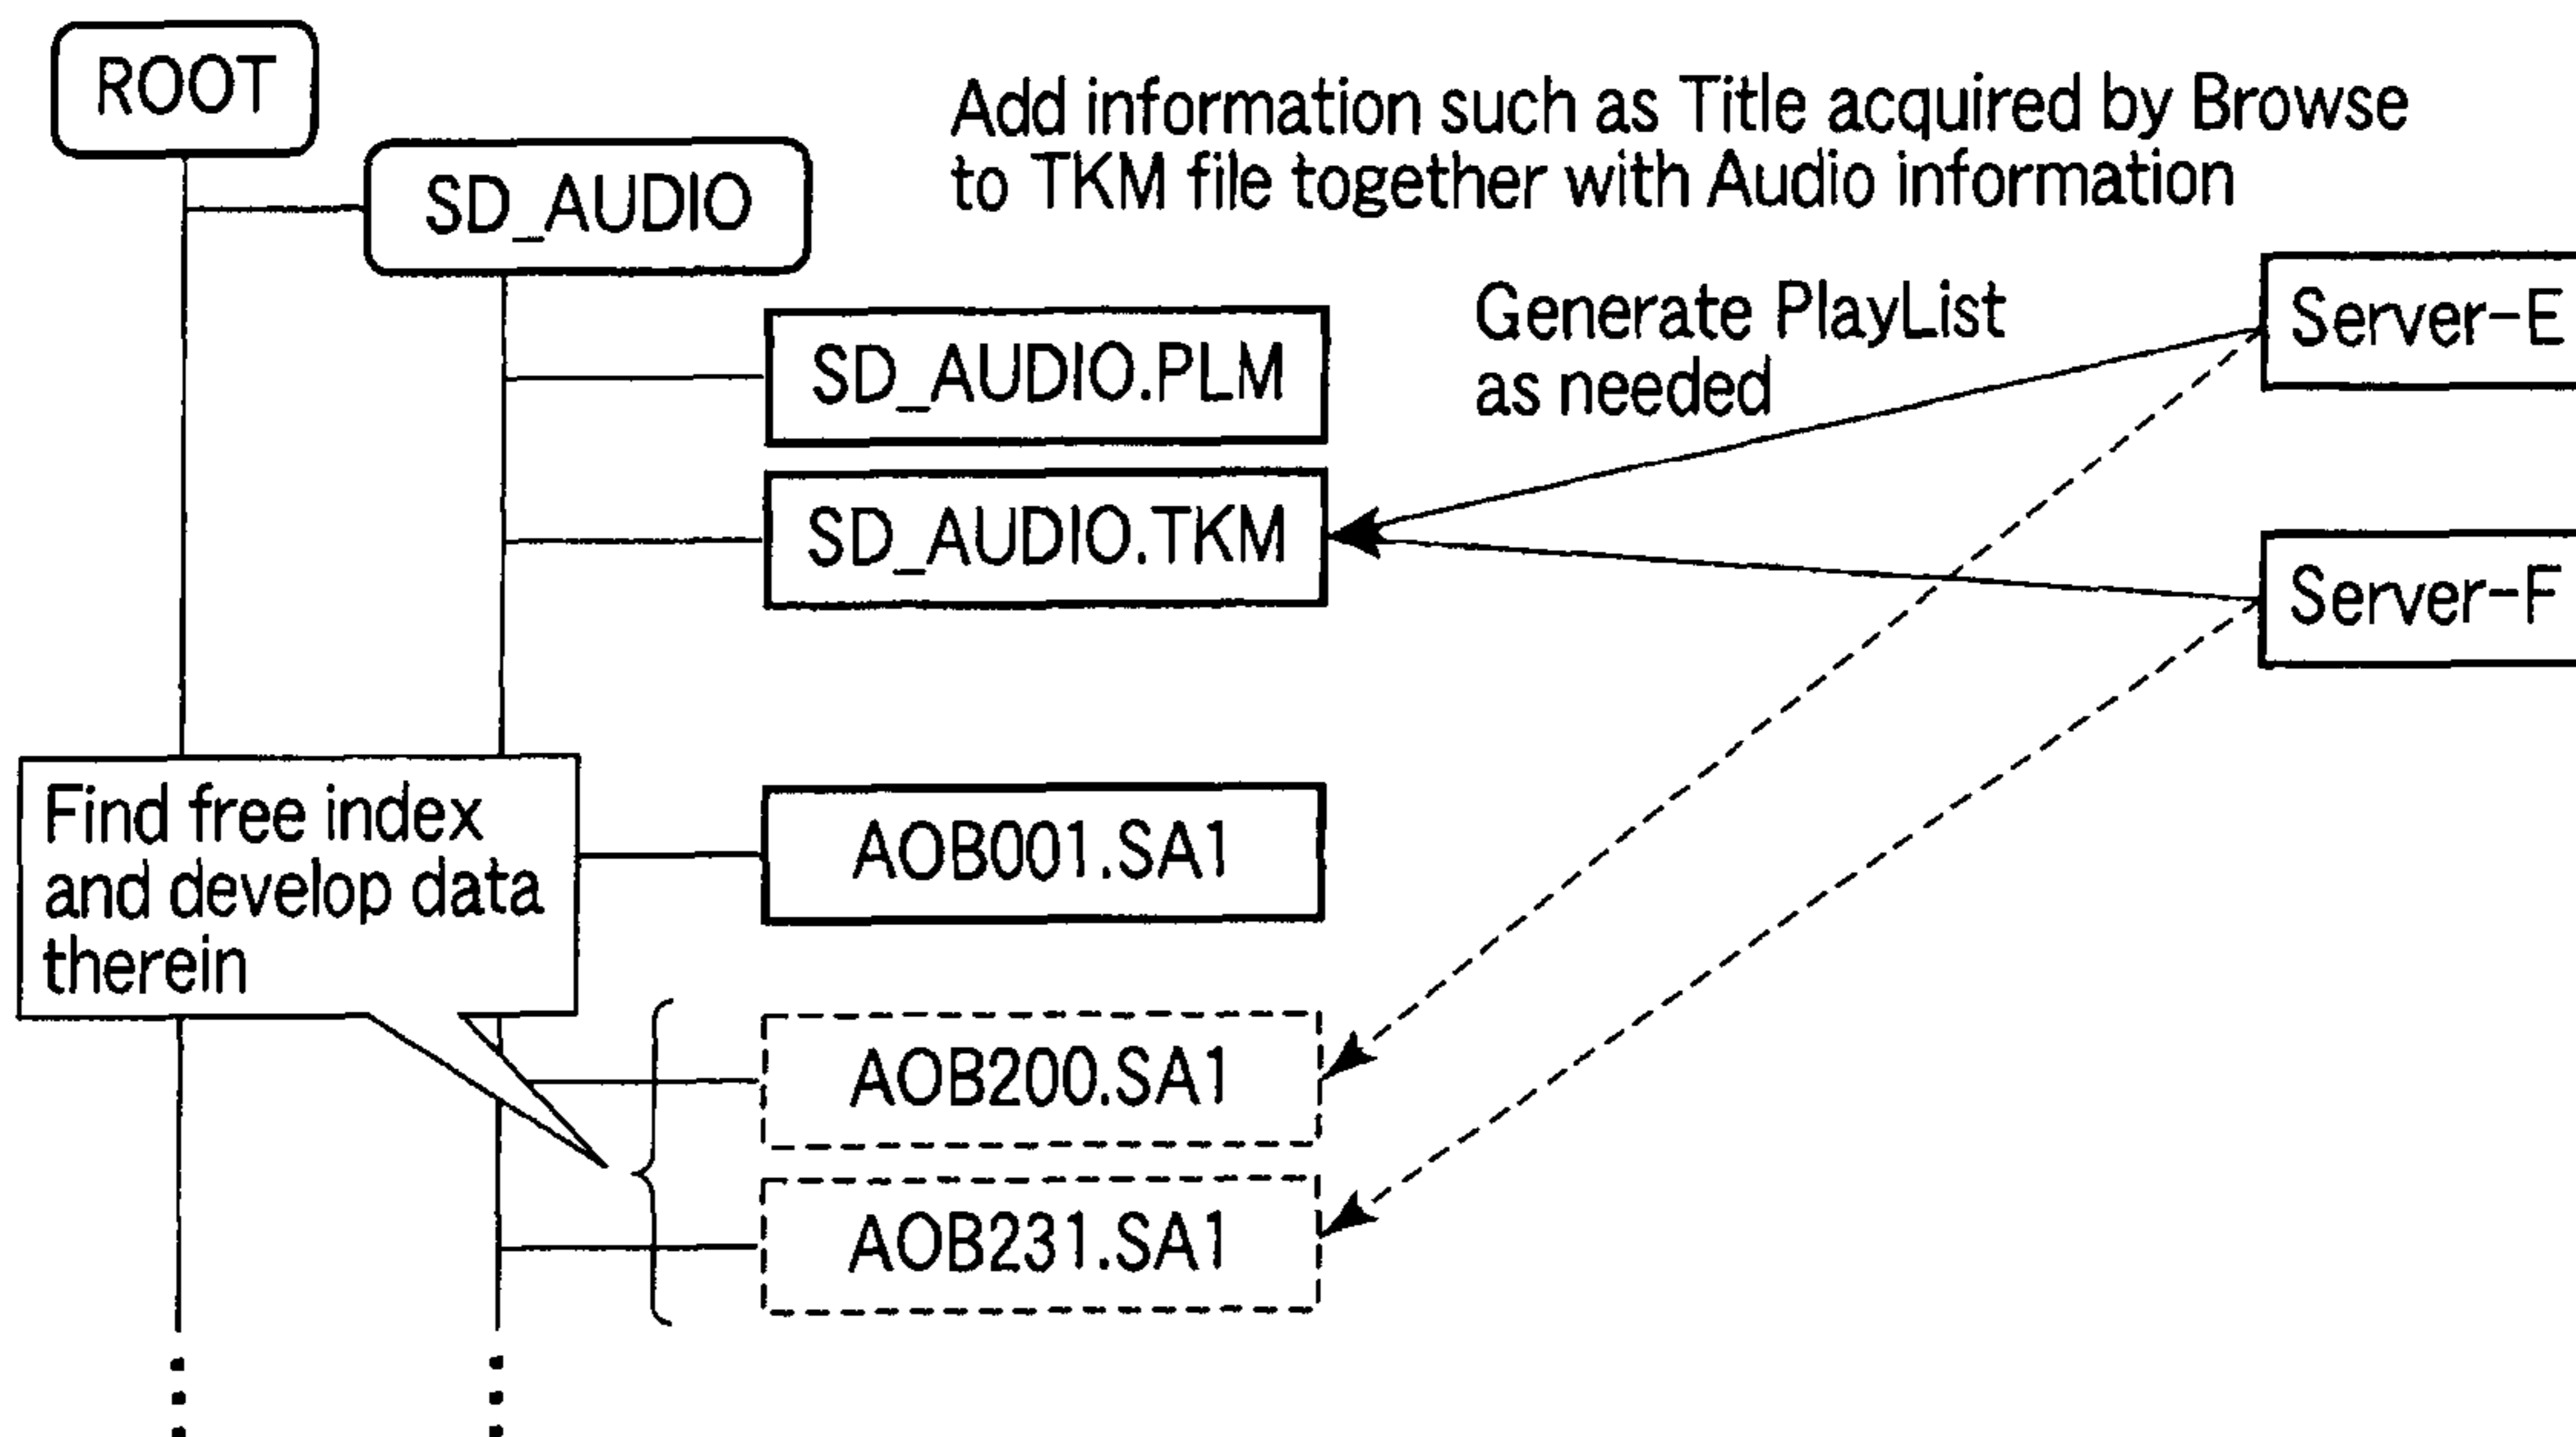 ROOT
SD_AUDIO
Add information such as Title acquired by Browse
to TKM file together with Audio information
SD_AUDIO.PLM
Generate PlayList
as needed
Server-E
SD_AUDIO.TKM
Server-F
Find free index
and develop data
therein
AOB001.SA1
AOB200.SA1
AOB231.SA1